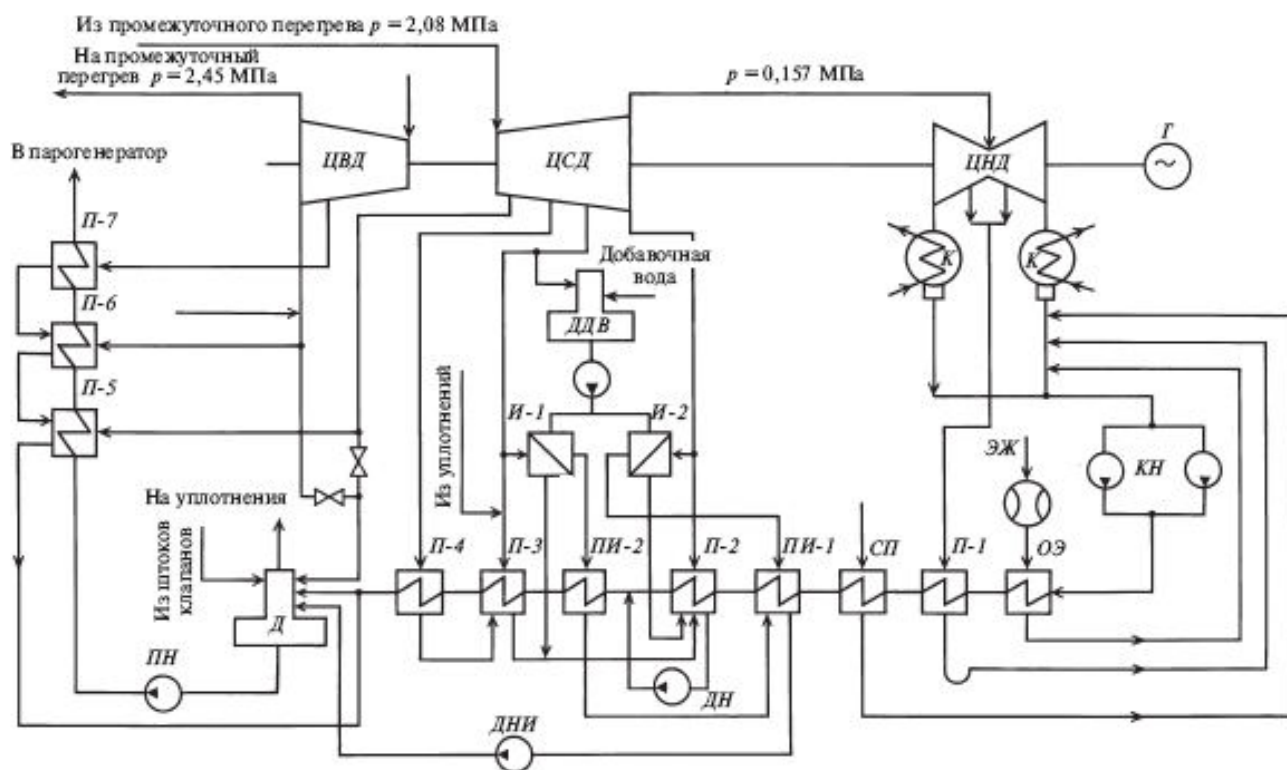 Из промежуточного перегрева p = 2,08 МПа
На промежуточный
перегрев p = 2,45 МПа
p = 0,157 МПа
Г
ЦВД
ЦСД
ЦНД
В парогенератор
П-7
К
К
Добавочная
вода
П-6
ДДВ
П-5
И-1
И-2
Из уплотнений
ЭЖ
КН
На уплотнения
Из штоков
клапанов
П-4
П-3
ПИ-2
П-2
ПИ-1
СП
П-1
ОЭ
Д
ПН
ДН
ДНИ